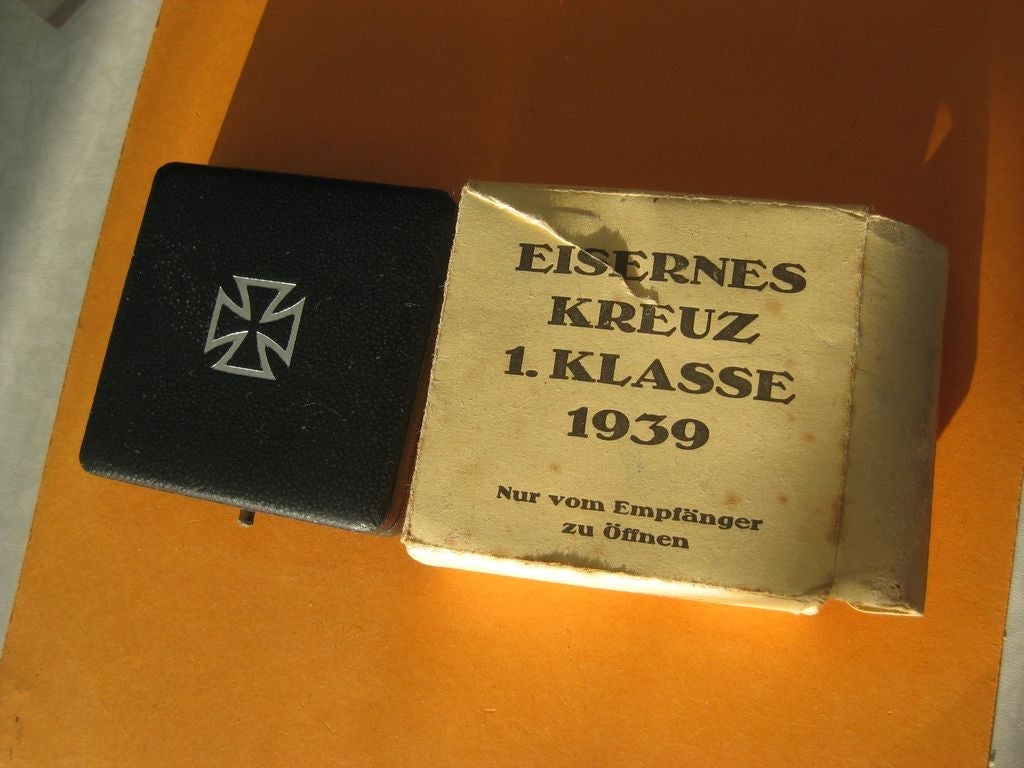 EISERNES
KREUZ
1. KLASSE
1939
Nur vom Empfänger
zu Öffnen